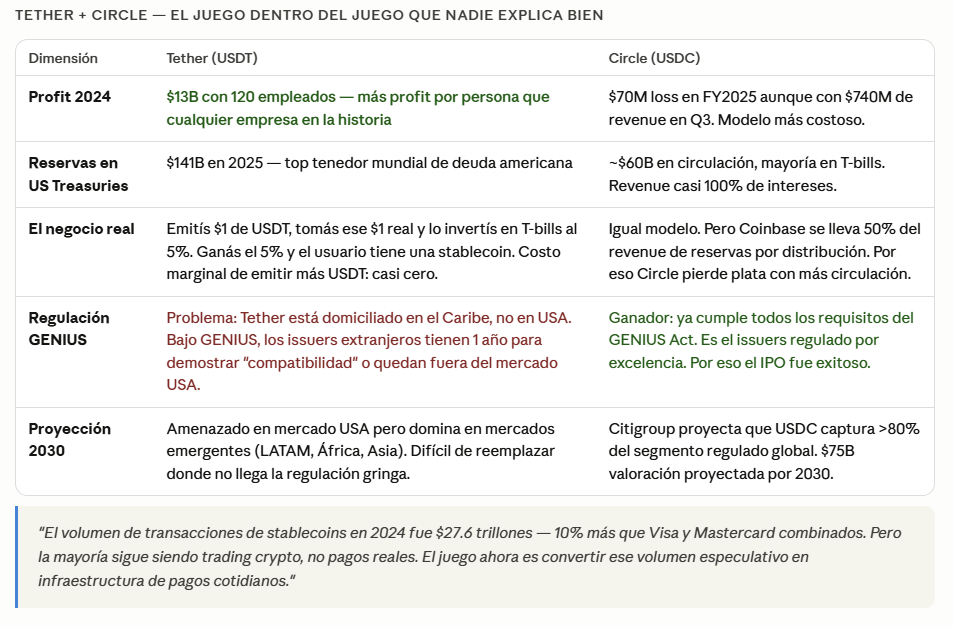 TETHER + CIRCLE — EL JUEGO DENTRO DEL JUEGO QUE NADIE EXPLICA BIEN
Dimensión Tether (USDT) Circle (USDC)
Profit 2024
$13B con 120 empleados — más profit por persona que
cualquier empresa en la historia
$70M loss en FY2025 aunque con $740M de
revenue en Q3. Modelo más costoso.
Reservas en
US Treasuries
$141B en 2025 — top tenedor mundial de deuda americana
~$60B en circulación, mayoría en T-bills.
Revenue casi 100% de intereses.
El negocio real
Emitís $1 de USDT, tomás ese $1 real y lo invertís en T-bills al
5%. Ganás el 5% y el usuario tiene una stablecoin. Costo
marginal de emitir más USDT: casi cero.
Igual modelo. Pero Coinbase se lleva 50% del
revenue de reservas por distribución. Por
eso Circle pierde plata con más circulación.
Regulación
GENIUS
Problema: Tether está domiciliado en el Caribe, no en USA.
Bajo GENIUS, los issuers extranjeros tienen 1 año para
demostrar "compatibilidad" o quedan fuera del mercado
USA.
Ganador: ya cumple todos los requisitos del
GENIUS Act. Es el issuers regulado por
excelencia. Por eso el IPO fue exitoso.
Proyección
2030
Amenazado en mercado USA pero domina en mercados
emergentes (LATAM, África, Asia). Difícil de reemplazar
donde no llega la regulación gringa.
Citigroup proyecta que USDC captura >80%
del segmento regulado global. $75B
valoración proyectada por 2030.
"El volumen de transacciones de stablecoins en 2024 fue $27.6 trillones — 10% más que Visa y Mastercard combinados. Pero
la mayoría sigue siendo trading crypto, no pagos reales. El juego ahora es convertir ese volumen especulativo en
infraestructura de pagos cotidianos."